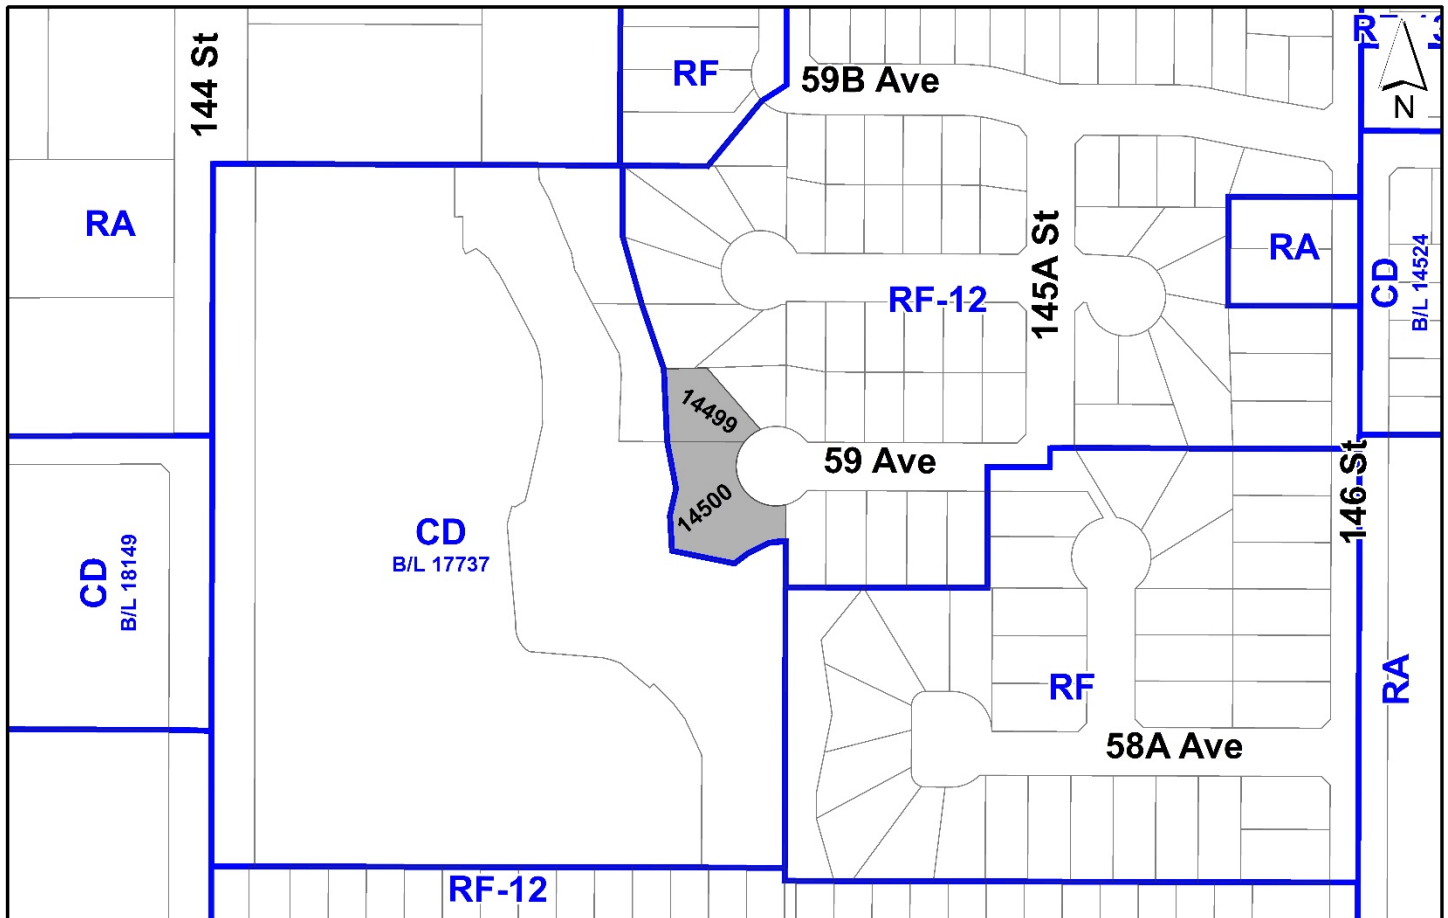 144 St
RF
59B Ave
N
RA
145A St
RA
CD
B/L 14524
RF-12
14499
59 Ave
14500
146 St
CD
B/L 17737
CD
B/L 18149
RF
RA
58A Ave
RF-12